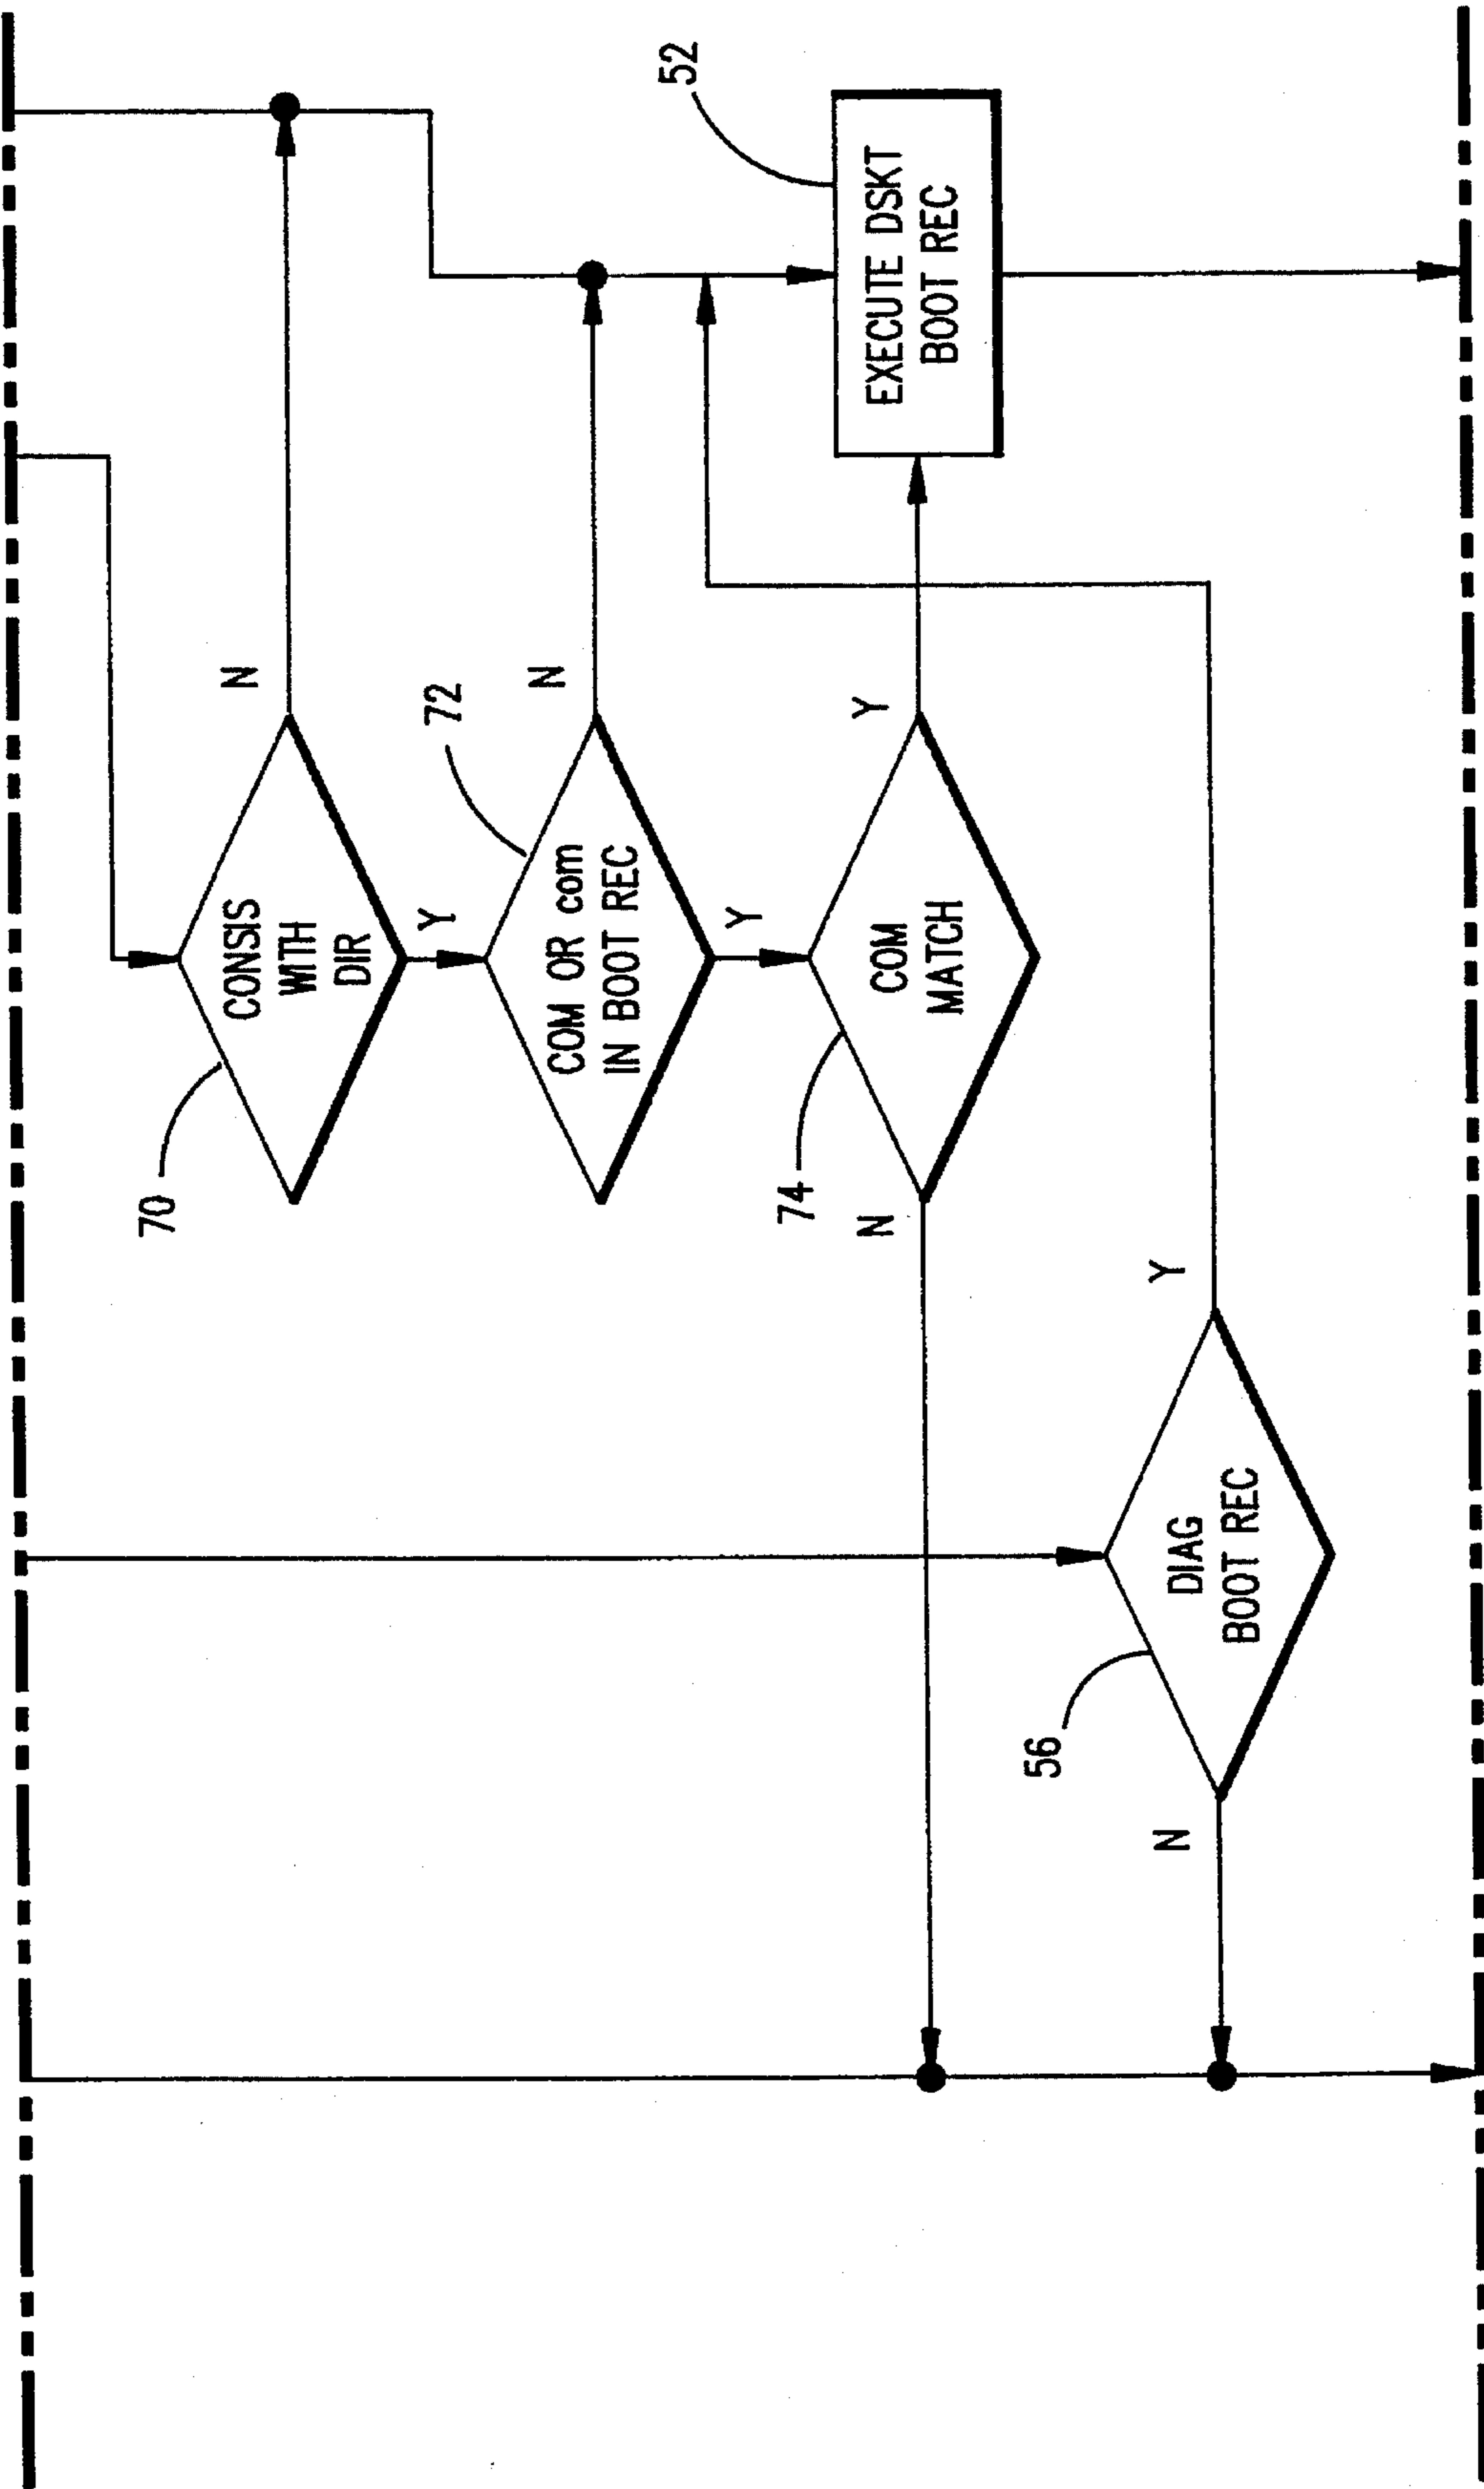 70
CONSIS
WITH
DIR
N
Y
72
COM OR com
IN BOOT REC
N
Y
52
EXECUTE DSKT
BOOT REC
74
COM
MATCH
N
Y
56
DIAG
BOOT REC
N
Y